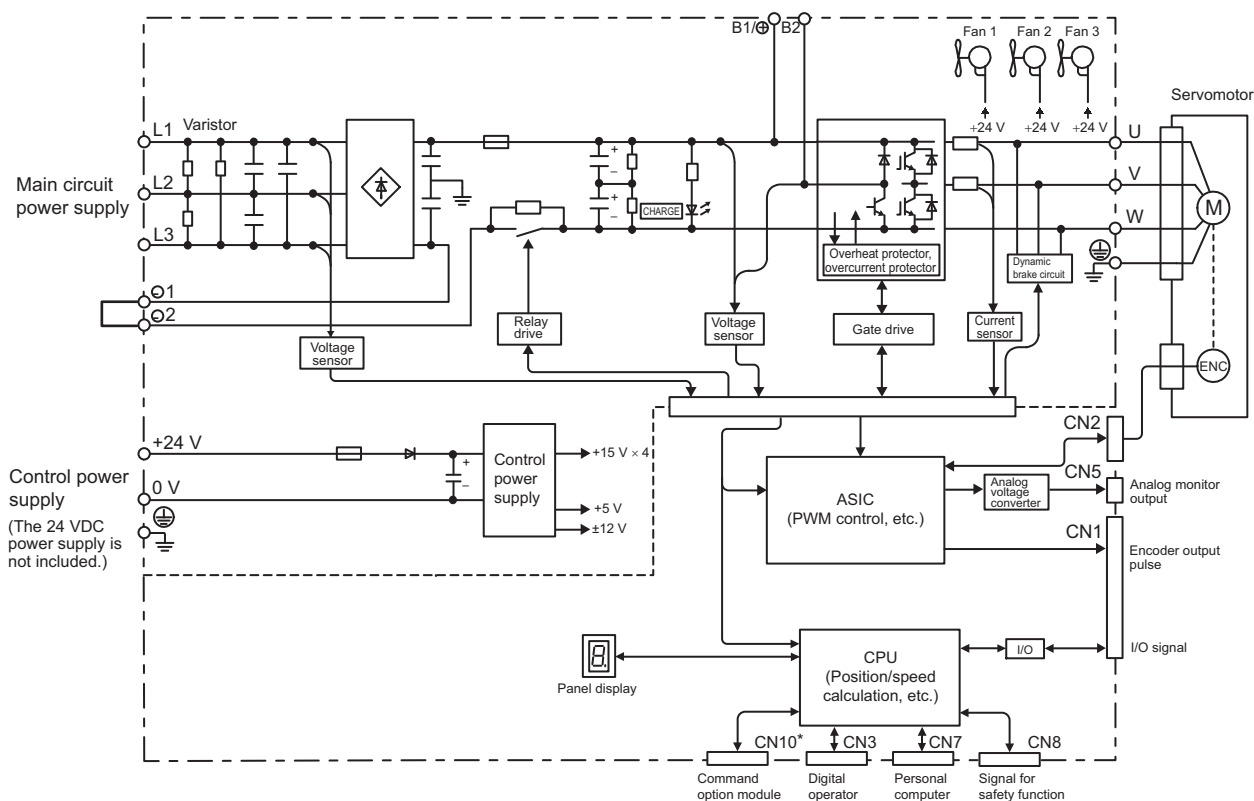 B1/⊕ B2
Fan 1 Fan 2 Fan 3
+24 V +24 V +24 V
Servomotor
Varistor
L1
L2
L3
Main circuit
power supply
U
V
W
M
+
–
+
–
CHARGE
Overheat protector,
overcurrent protector
Dynamic
brake circuit
⊖1
⊖2
Voltage
sensor
Relay
drive
Voltage
sensor
Gate drive
Current
sensor
ENC
+24 V
0 V
Control power
supply
(The 24 VDC
power supply is
not included.)
+
–
Control
power
supply
+15 V × 4
+5 V
±12 V
ASIC
(PWM control, etc.)
Analog
voltage
converter
CN2
CN5
Analog monitor
output
CN1
Encoder output
pulse
I/O
I/O signal
8.
Panel display
CPU
(Position/speed
calculation, etc.)
CN10* CN3 CN7 CN8
Command
option module
Digital
operator
Personal
computer
Signal for
safety function